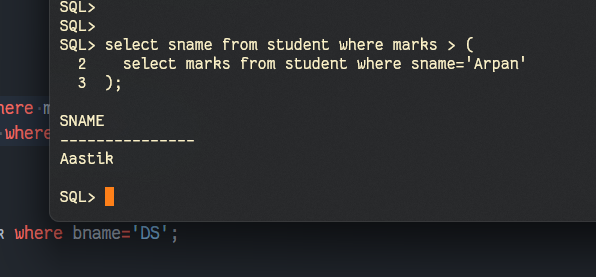 SQL>
SQL>
SQL> select sname from student where marks > (
  2    select marks from student where sname='Arpan'
  3  );
SNAME
---------------
Aastik
SQL>
where
where bname='DS';